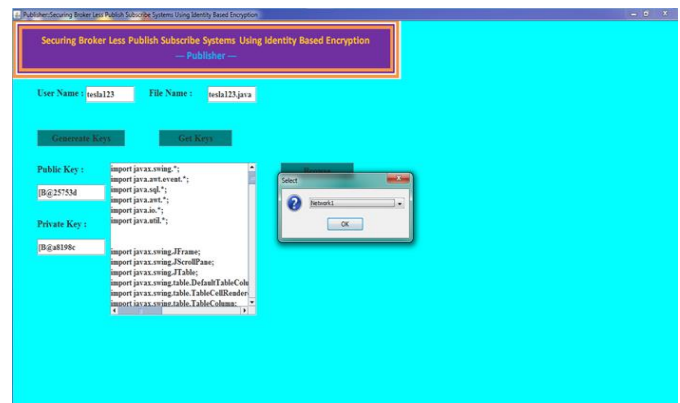 Publisher:Securing Broker Less Publish Subscribe Systems Using Identity Based Encryption
Securing Broker Less Publish Subscribe Systems Using Identity Based Encryption
--- Publisher ---
User Name : tesla123 File Name : tesla123.java
Genereate Keys Get Keys
Public Key :
[B@25753d
Private Key :
[B@a8198c
import javax.swing.*;
import java.awt.event.*;
import java.sql.*;
import java.awt.*;
import java.io.*;
import java.util.*;
import javax.swing.JFrame;
import javax.swing.JScrollPane;
import javax.swing.JTable;
import javax.swing.table.DefaultTableColu
import javax.swing.table.TableCellRender
import javax.swing.table.TableColumn;
Select
Network1
OK